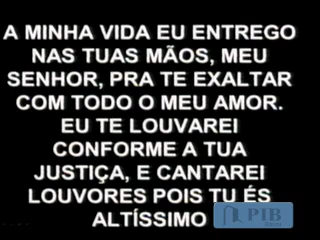 A MINHA VIDA EU ENTREGO
NAS TUAS MÃOS, MEU
SENHOR, PRA TE EXALTAR
COM TODO O MEU AMOR.
EU TE LOUVAREI
CONFORME A TUA
JUSTIÇA, E CANTAREI
LOUVORES POIS TU ÉS
ALTÍSSIMO
PIB